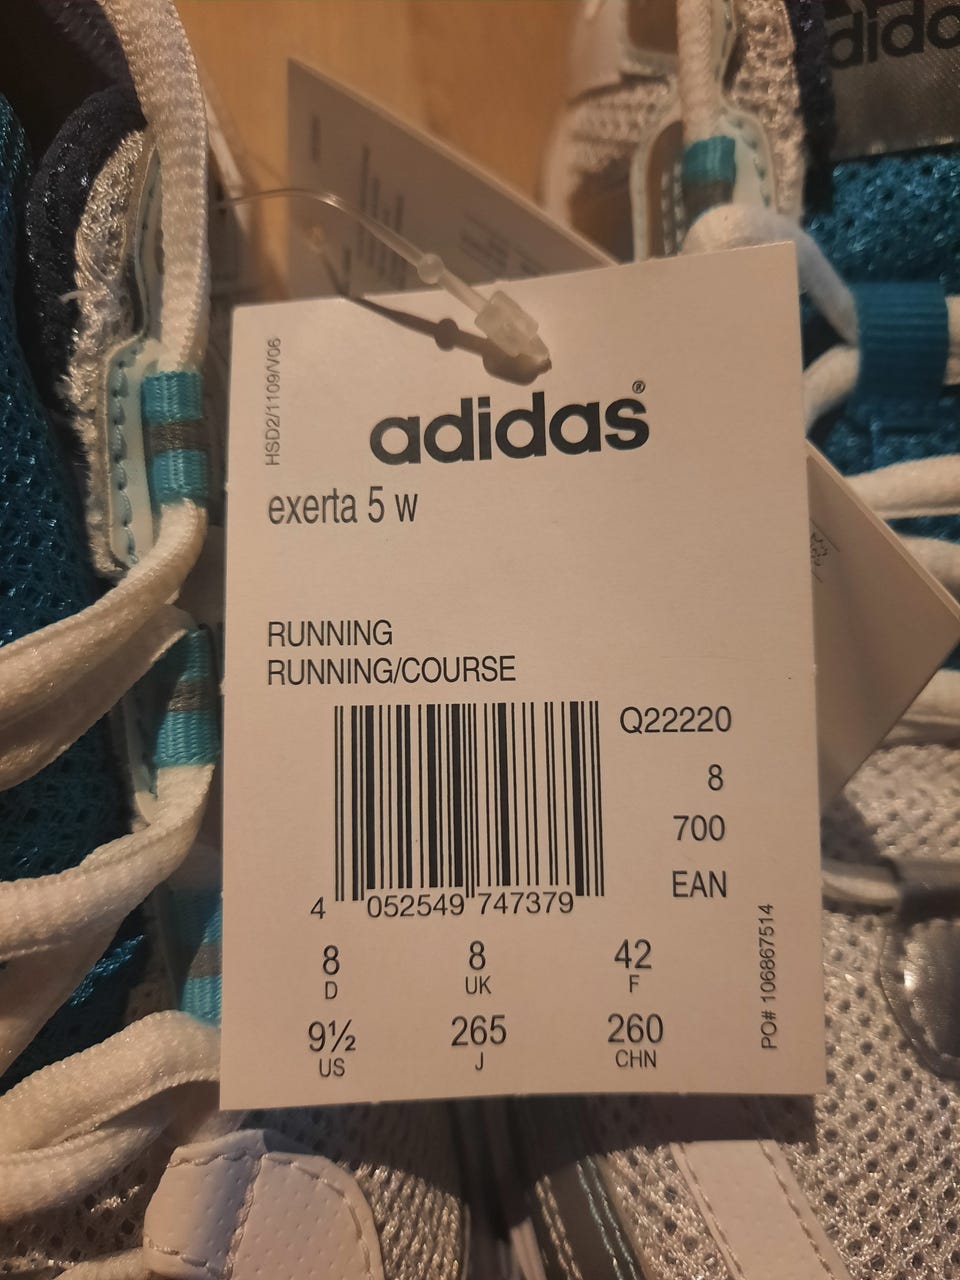 adidas
HSD2/1109/V06
adidas®
exerta 5 w
RUNNING
RUNNING/COURSE
Q22220
8
700
EAN
4 052549 747379
8 8 42
D UK F
9½ 265 260
US J CHN
PO# 106867514